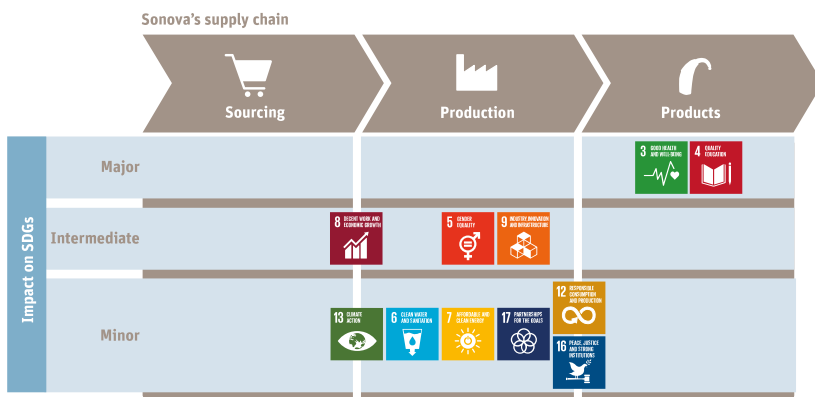 Sonova's supply chain
Sourcing
Production
Products
Impact on SDGs
Major
3 GOOD HEALTH
AND WELL-BEING
4 QUALITY
EDUCATION
Intermediate
8 DECENT WORK AND
ECONOMIC GROWTH
5 GENDER
EQUALITY
9 INDUSTRY, INNOVATION
AND INFRASTRUCTURE
Minor
13 CLIMATE
ACTION
6 CLEAN WATER
AND SANITATION
7 AFFORDABLE AND
CLEAN ENERGY
17 PARTNERSHIPS
FOR THE GOALS
12 RESPONSIBLE
CONSUMPTION
AND PRODUCTION
16 PEACE, JUSTICE
AND STRONG
INSTITUTIONS